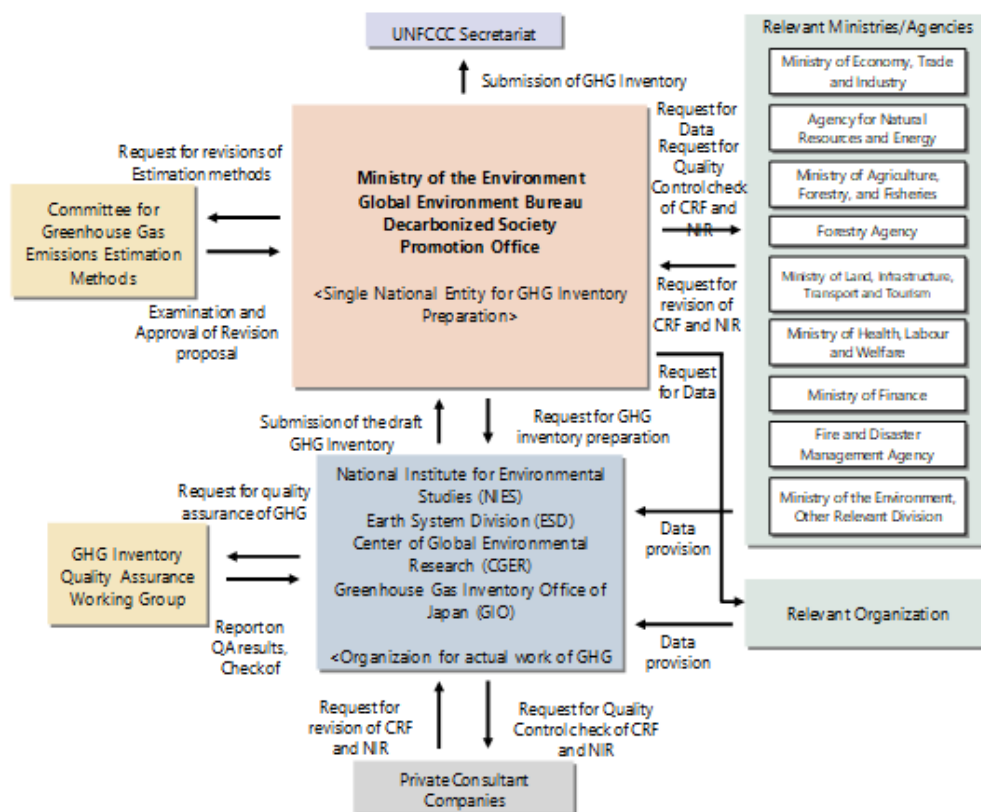 UNFCCC Secretariat
Submission of GHG Inventory
Request for revisions of
Estimation methods
Committee for
Greenhouse Gas
Emissions Estimation
Methods
Examination and
Approval of Revision
proposal
Ministry of the Environment
Global Environment Bureau
Decarbonized Society
Promotion Office
<Single National Entity for GHG Inventory
Preparation>
Request for
Data
Request for
Quality
Control check
of CRF and
NIR
Request for
revision of
CRF and NIR
Request
for Data
Relevant Ministries/Agencies
Ministry of Economy, Trade
and Industry
Agency for Natural
Resources and Energy
Ministry of Agriculture,
Forestry, and Fisheries
Forestry Agency
Ministry of Land, Infrastructure,
Transport and Tourism
Ministry of Health, Labour
and Welfare
Ministry of Finance
Fire and Disaster
Management Agency
Ministry of the Environment,
Other Relevant Division
Submission of the draft
GHG Inventory
Request for GHG
inventory preparation
Request for quality
assurance of GHG
GHG Inventory
Quality Assurance
Working Group
Report on
QA results,
Check of
National Institute for Environmental
Studies (NIES)
Earth System Division (ESD)
Center of Global Environmental
Research (CGER)
Greenhouse Gas Inventory Office of
Japan (GIO)
<Organizaion for actual work of GHG
Data
provision
Relevant Organization
Data
provision
Request for
revision of CRF
and NIR
Request for Quality
Control check of CRF
and NIR
Private Consultant
Companies